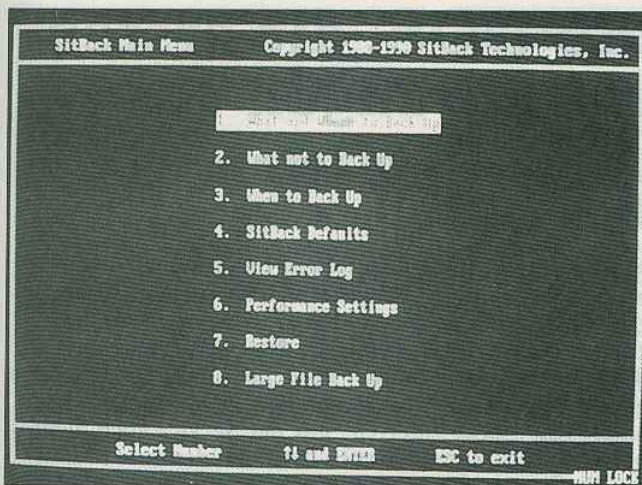 SitBack Main Menu Copyright 1988-1990 SitBack Technologies, Inc.
1. What and Where to Back Up
2. What not to Back Up
3. When to Back Up
4. SitBack Defaults
5. View Error Log
6. Performance Settings
7. Restore
8. Large File Back Up
Select Number ↑↓ and ENTER ESC to exit
NUM LOCK